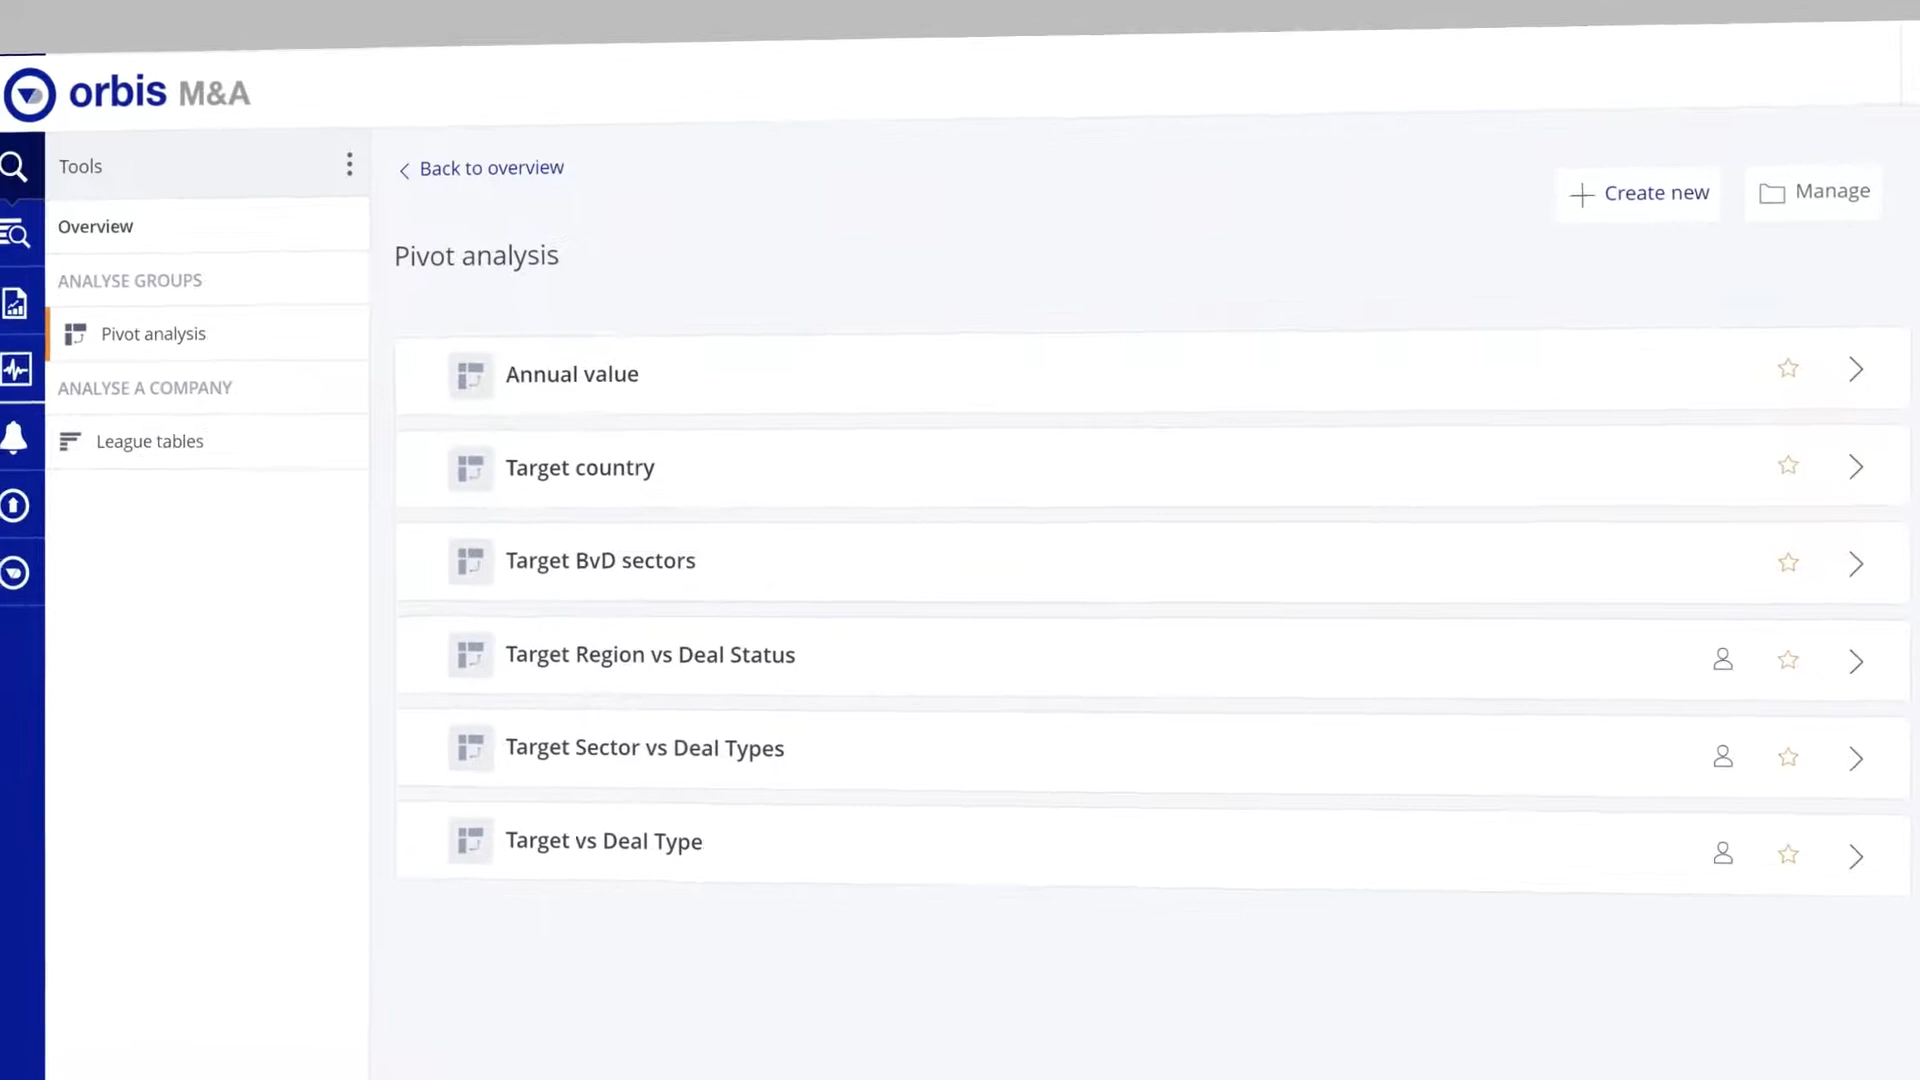 orbis M&A
Tools
Overview
ANALYSE GROUPS
Pivot analysis
ANALYSE A COMPANY
League tables
Back to overview
Create new
Manage
Pivot analysis
Annual value
Target country
Target BvD sectors
Target Region vs Deal Status
Target Sector vs Deal Types
Target vs Deal Type